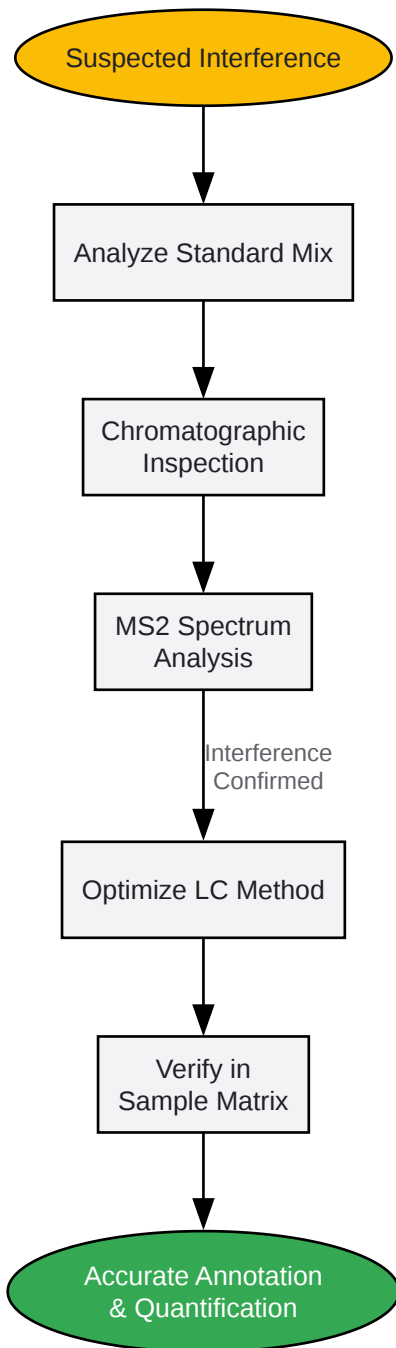 Suspected Interference
Analyze Standard Mix
Chromatographic
Inspection
MS2 Spectrum
Analysis
Interference
Confirmed
Optimize LC Method
Verify in
Sample Matrix
Accurate Annotation
& Quantification